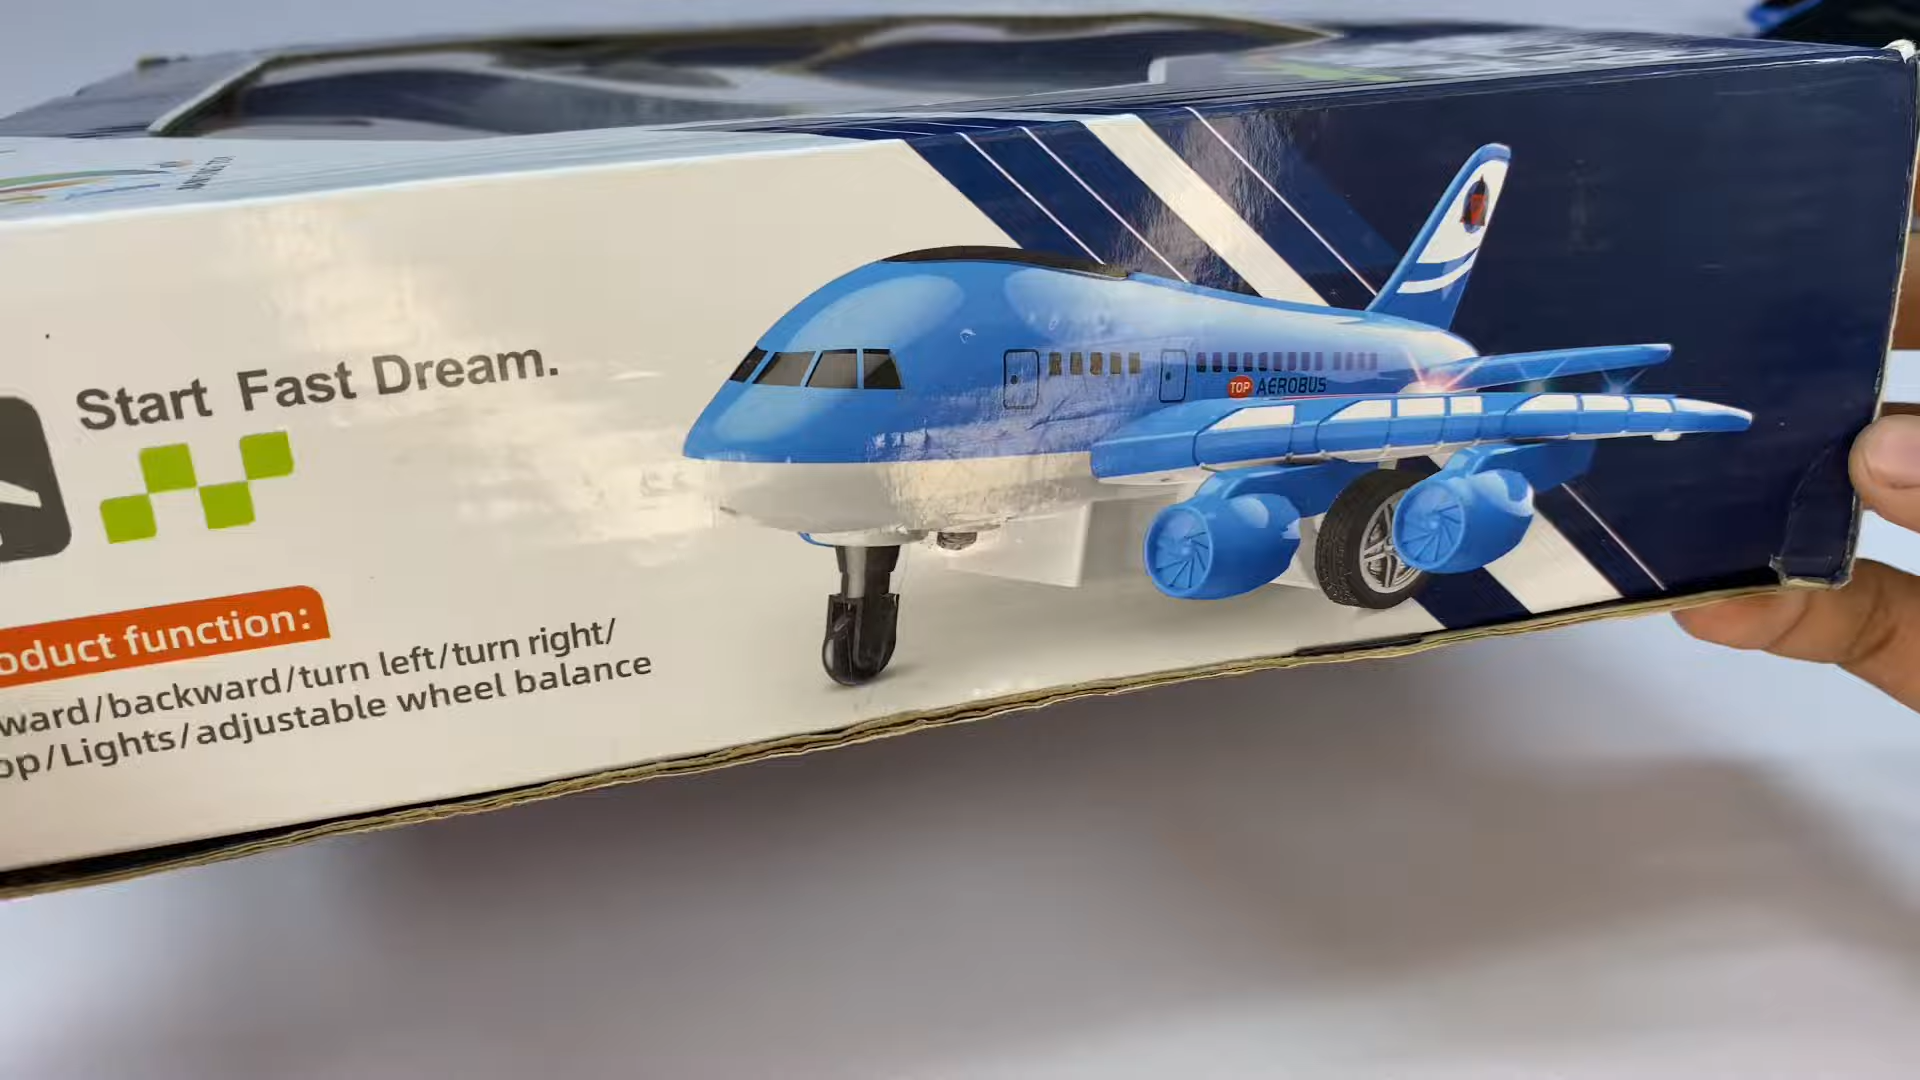 Start Fast Dream.
oduct function:
ward/backward/turn left/turn right/
op/Lights/adjustable wheel balance
TOP AEROBUS